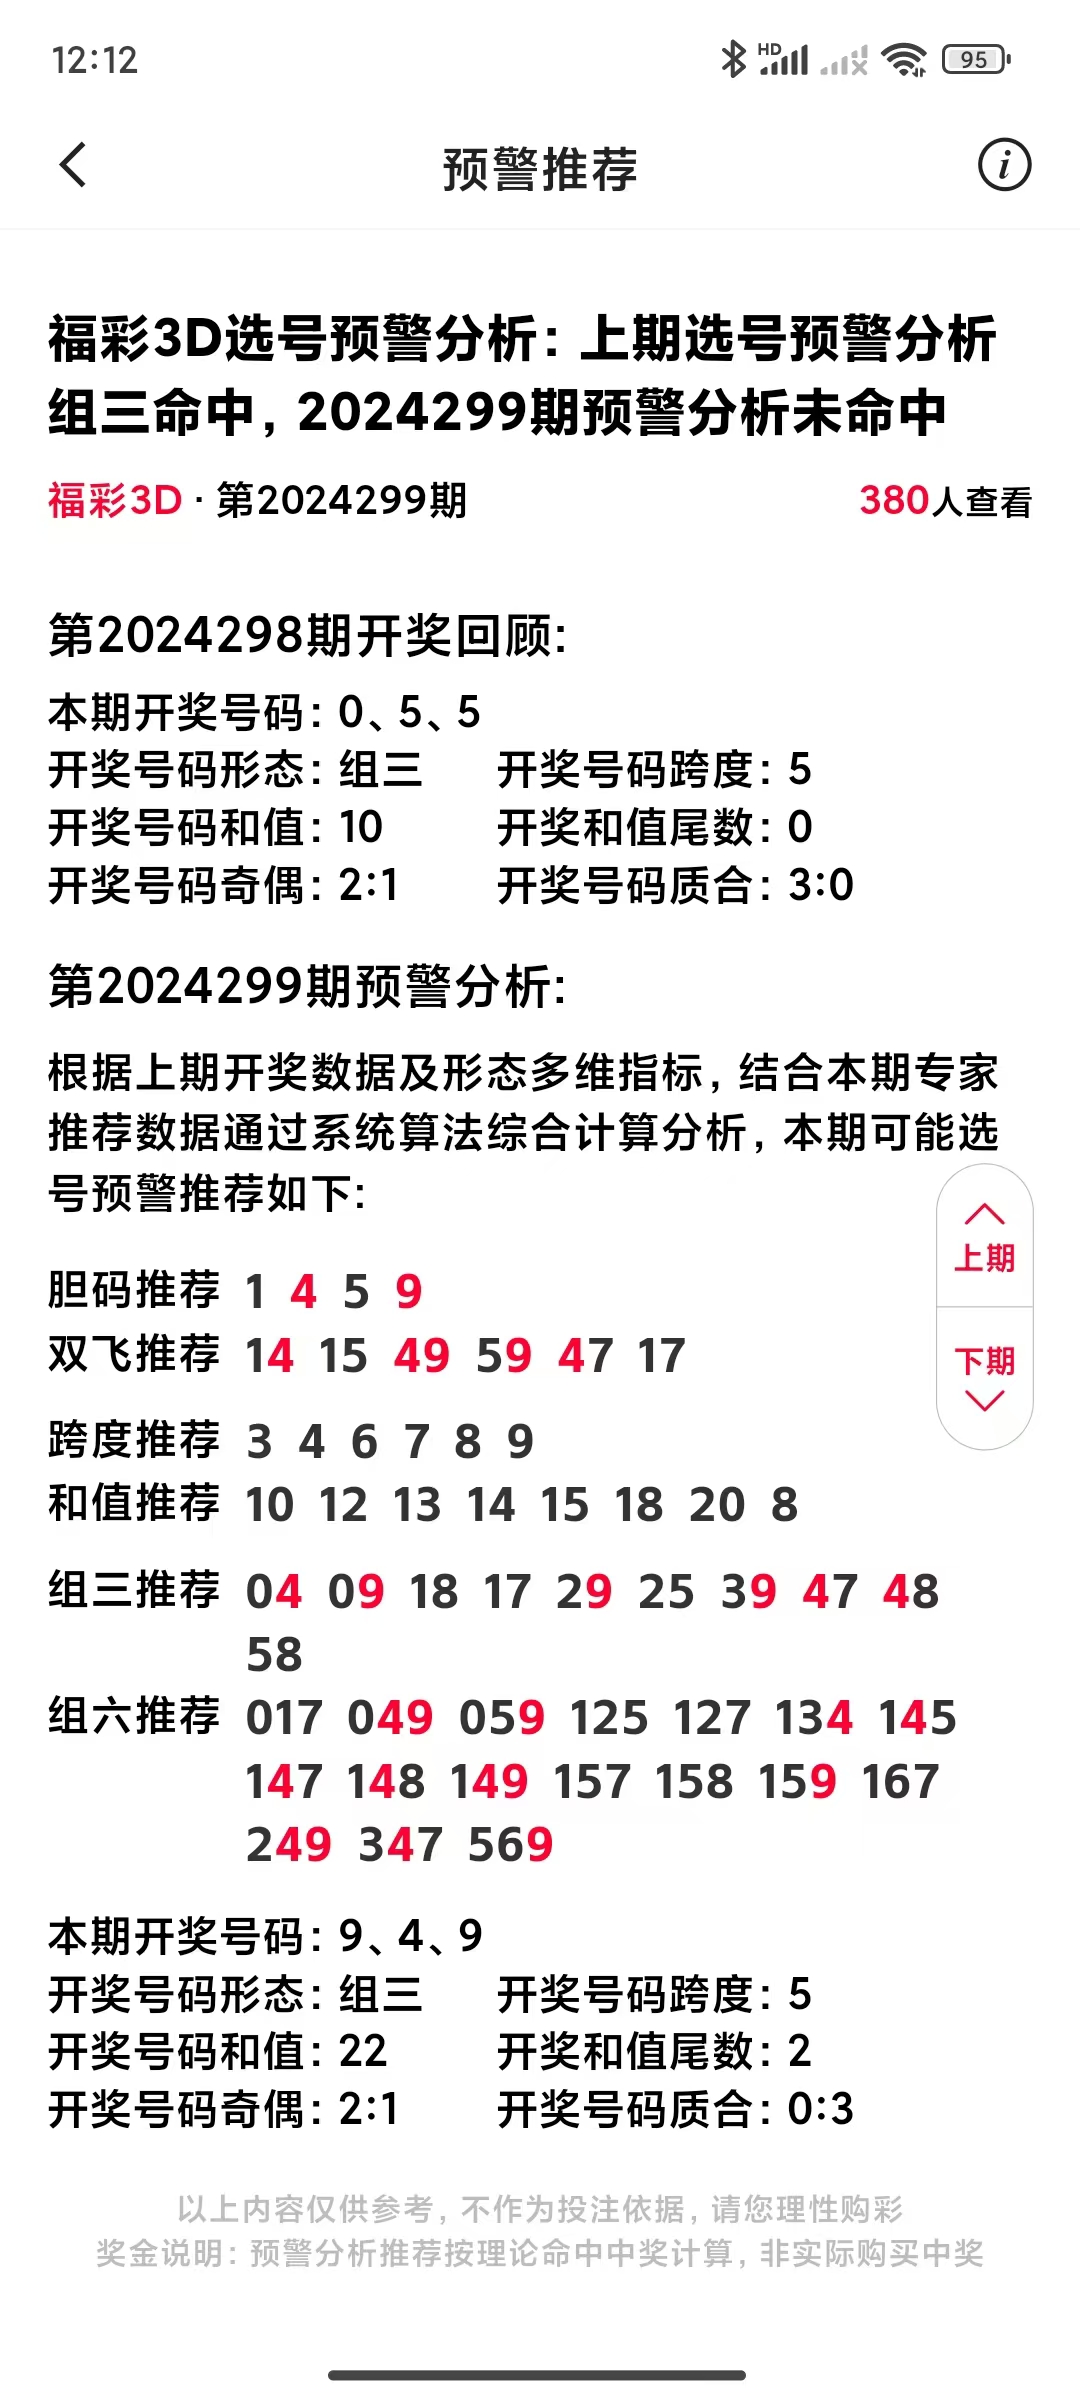 12:12
HD
95
预警推荐
i
福彩3D选号预警分析：上期选号预警分析
组三命中，2024299期预警分析未命中
福彩3D · 第2024299期 380人查看
第2024298期开奖回顾:
本期开奖号码：0、5、5
开奖号码形态：组三 开奖号码跨度：5
开奖号码和值：10 开奖和值尾数：0
开奖号码奇偶：2:1 开奖号码质合：3:0
第2024299期预警分析:
根据上期开奖数据及形态多维指标，结合本期专家
推荐数据通过系统算法综合计算分析，本期可能选
号预警推荐如下:
上期
下期
胆码推荐 1 4 5 9
双飞推荐 14 15 49 59 47 17
跨度推荐 3 4 6 7 8 9
和值推荐 10 12 13 14 15 18 20 8
组三推荐 04 09 18 17 29 25 39 47 48
58
组六推荐 017 049 059 125 127 134 145
147 148 149 157 158 159 167
249 347 569
本期开奖号码：9、4、9
开奖号码形态：组三 开奖号码跨度：5
开奖号码和值：22 开奖和值尾数：2
开奖号码奇偶：2:1 开奖号码质合：0:3
以上内容仅供参考，不作为投注依据，请您理性购彩
奖金说明：预警分析推荐按理论命中中奖计算，非实际购买中奖